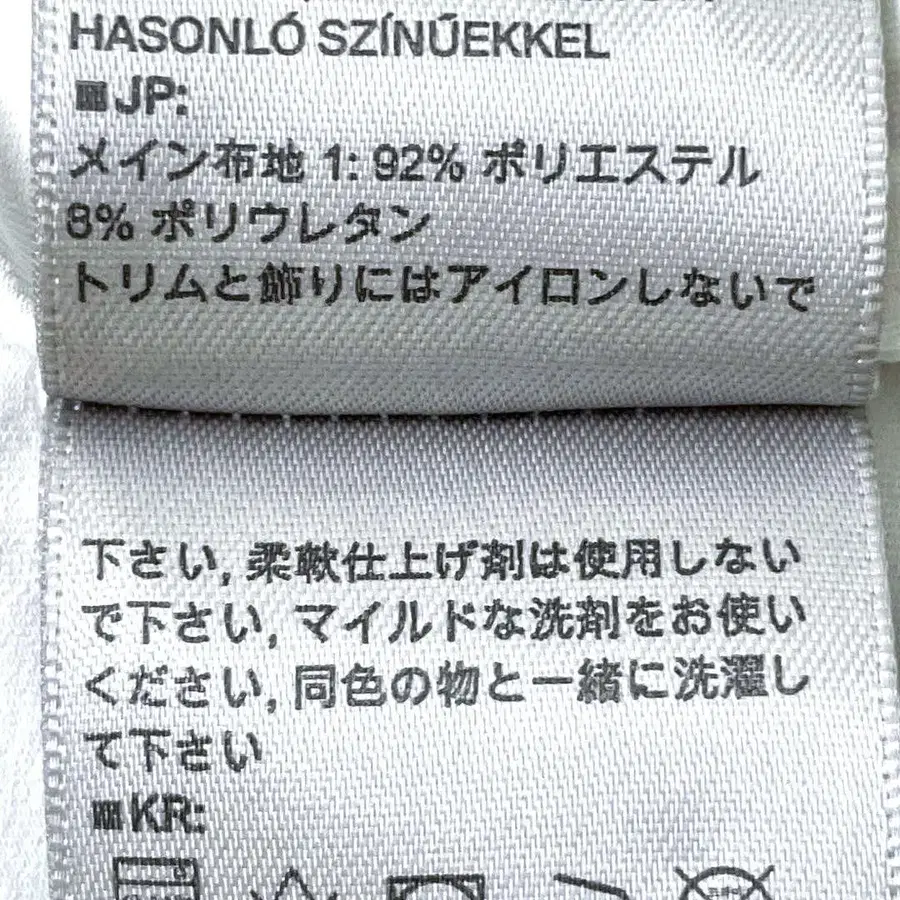 HASONLÓ SZÍNŰEKKEL
■JP:
メイン布地 1: 92% ポリエステル
8% ポリウレタン
トリムと飾りにはアイロンしないで
下さい, 柔軟仕上げ剤は使用しない
で下さい, マイルドな洗剤をお使い
ください, 同色の物と一緒に洗濯し
て下さい
■KR: